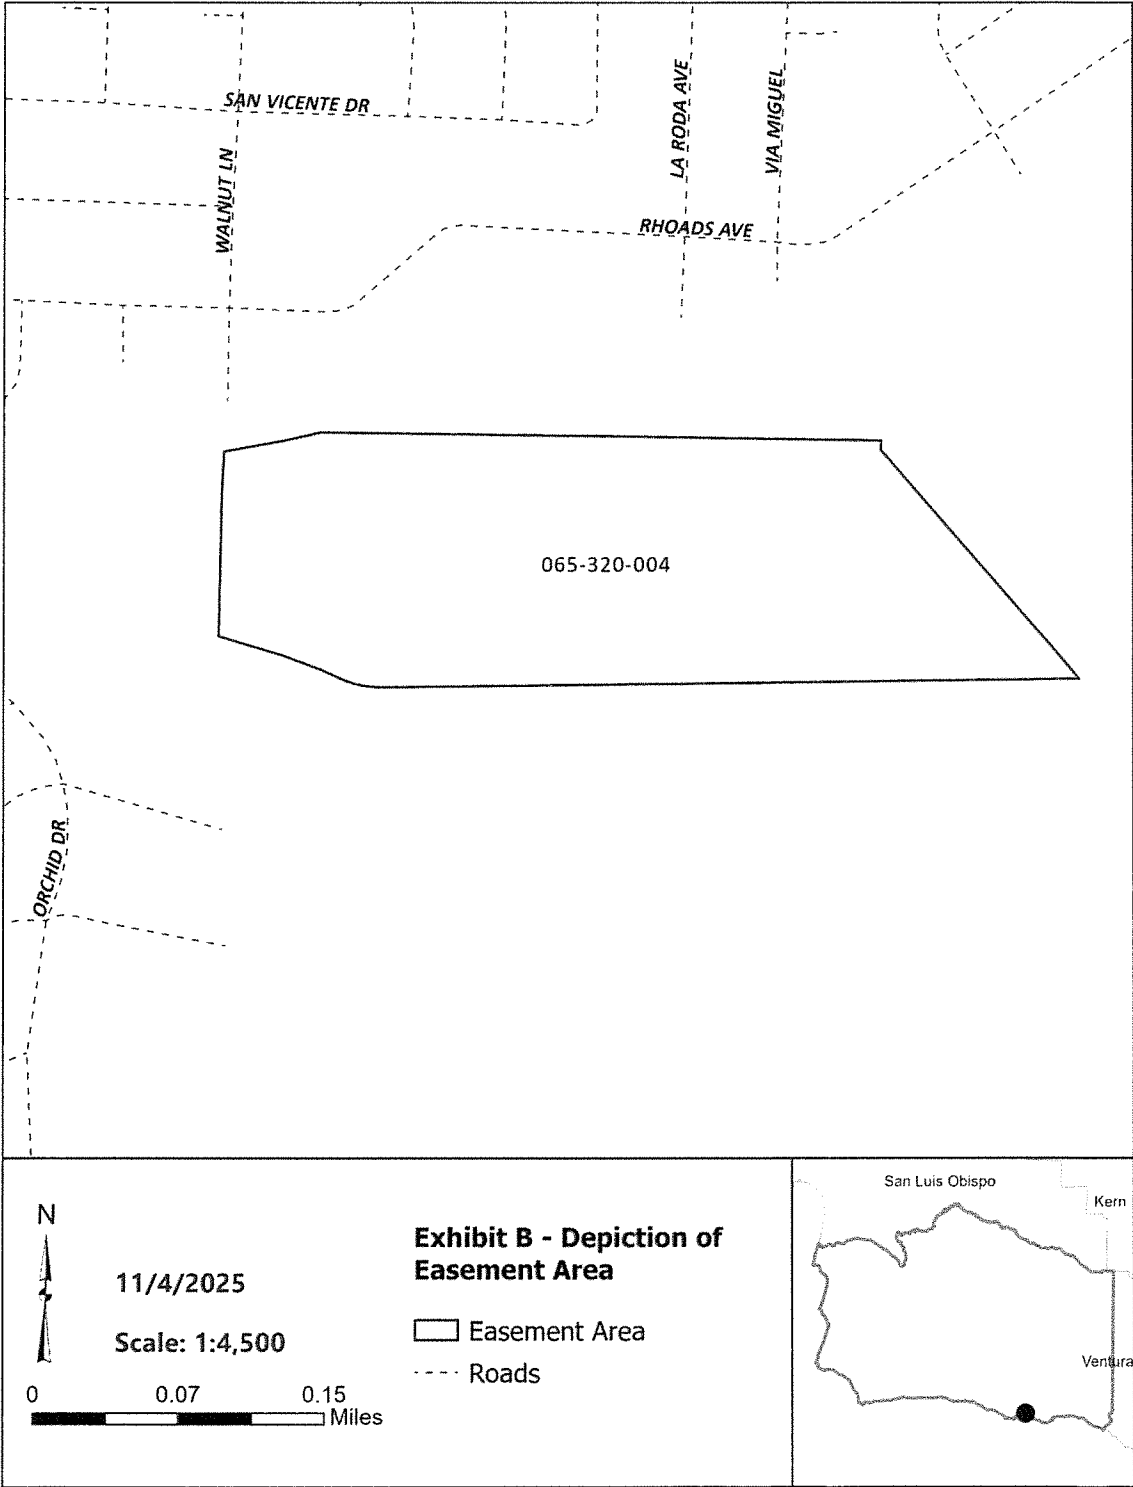 SAN VICENTE DR
WALNUT LN
LA RODA AVE
VIA MIGUEL
RHOADS AVE
065-320-004
ORCHID DR
N
11/4/2025
Scale: 1:4,500
0 0.07 0.15
Miles
Exhibit B - Depiction of
Easement Area
Easement Area
Roads
San Luis Obispo
Kern
Ventura